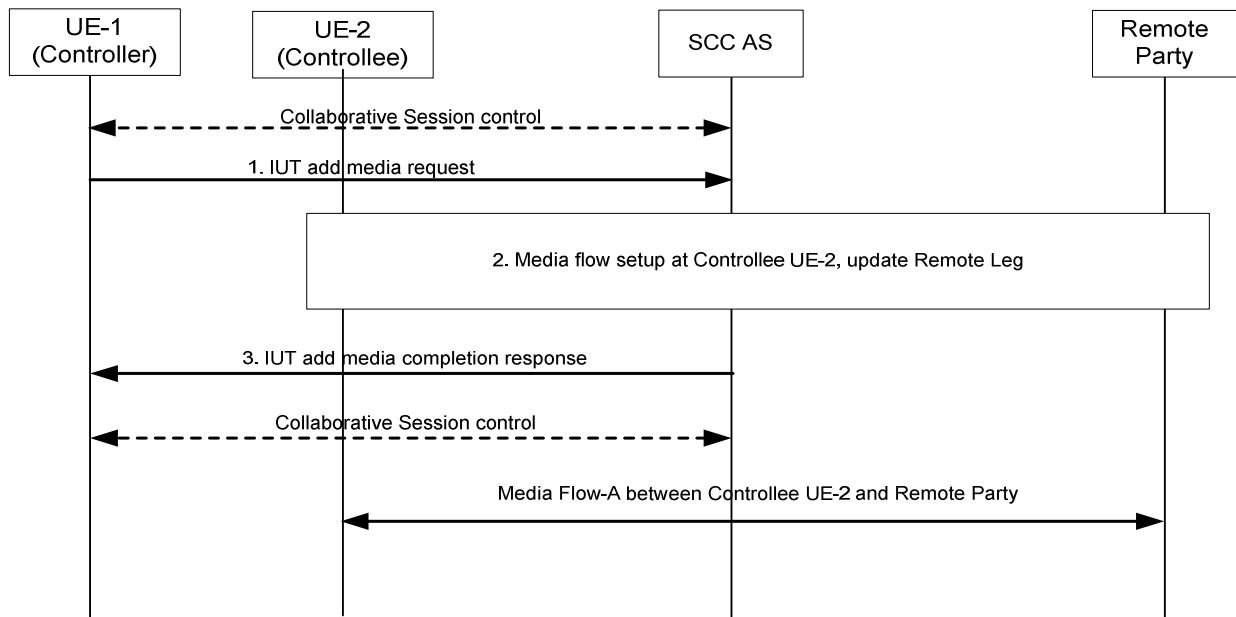 UE-1
(Controller)
UE-2
(Controllee)
SCC AS
Remote
Party
Collaborative Session control
1. IUT add media request
2. Media flow setup at Controllee UE-2, update Remote Leg
3. IUT add media completion response
Collaborative Session control
Media Flow-A between Controllee UE-2 and Remote Party